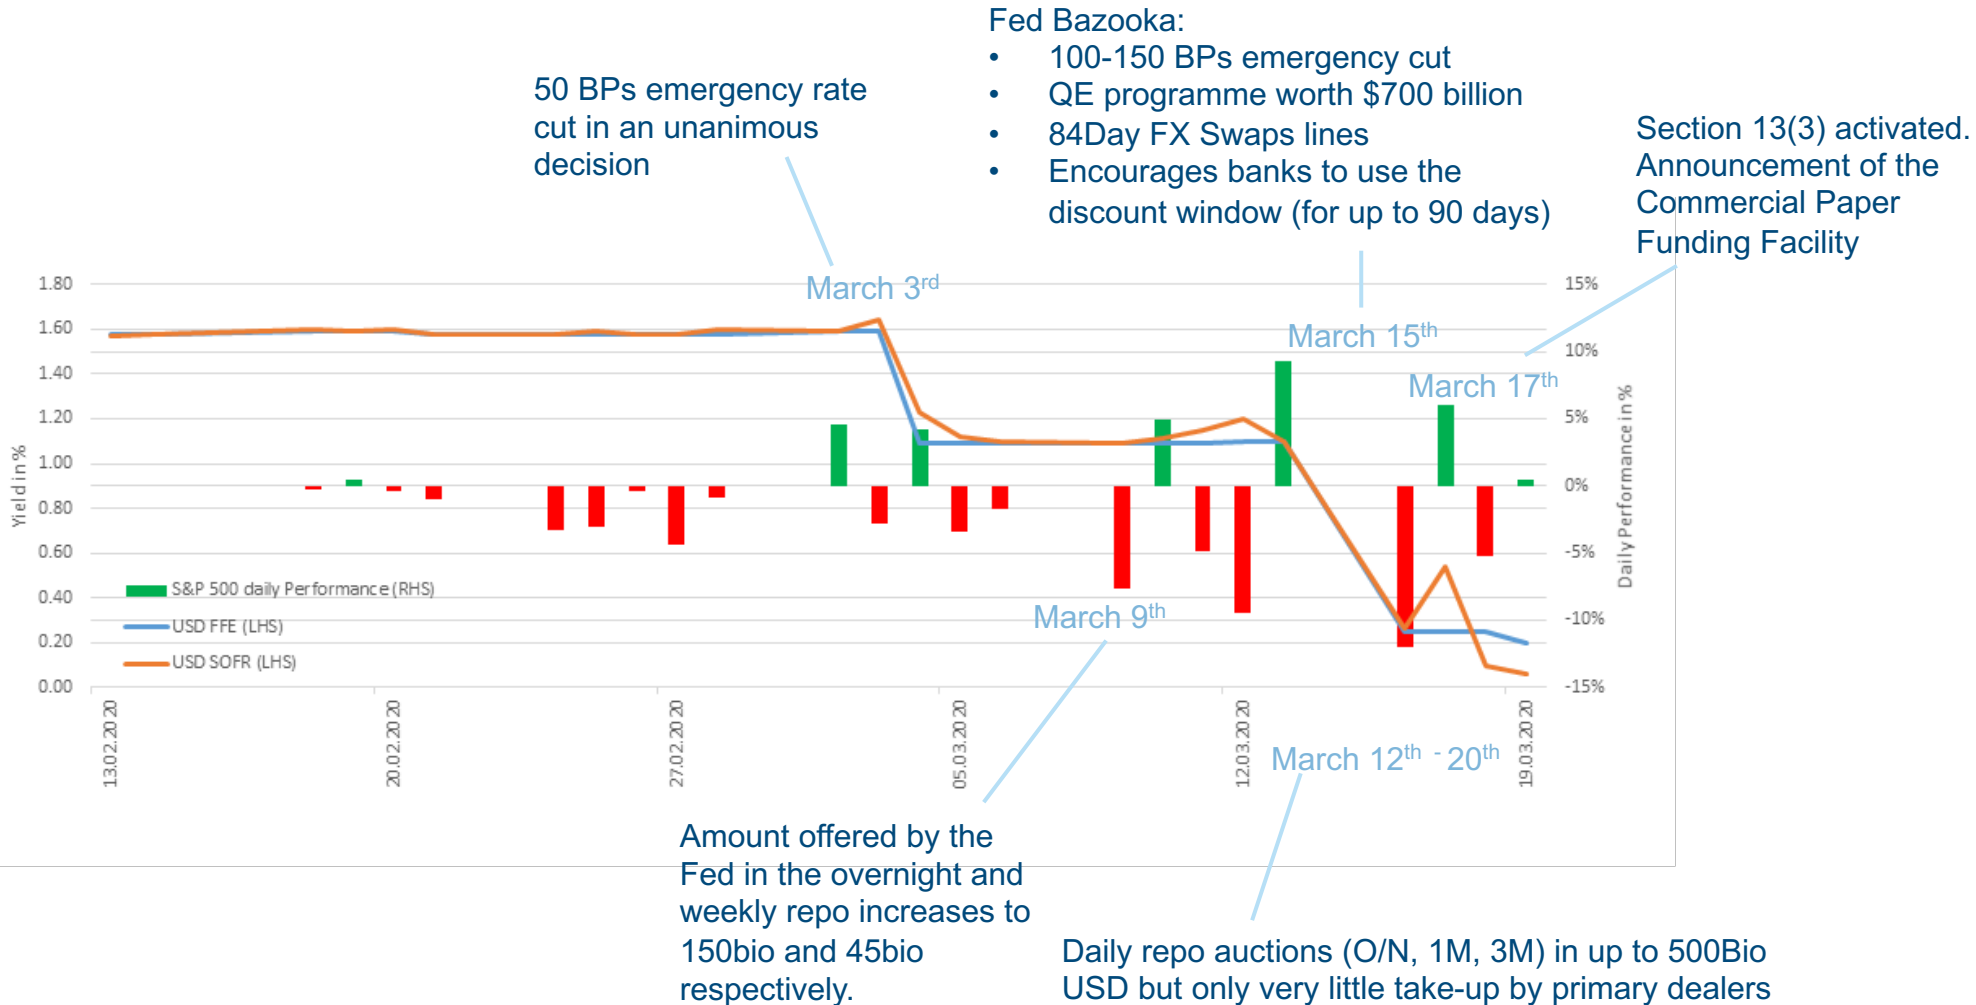 Fed Bazooka:
• 100-150 BPs emergency cut
• QE programme worth $700 billion
• 84Day FX Swaps lines
• Encourages banks to use the
discount window (for up to 90 days)
50 BPs emergency rate
cut in an unanimous
decision
Section 13(3) activated.
Announcement of the
Commercial Paper
Funding Facility
March 3rd
March 15th
March 17th
1.80
1.60
1.40
1.20
1.00
0.80
0.60
0.40
0.20
0.00
Yield in %
15%
10%
5%
0%
-5%
-10%
-15%
Daily Performance in %
S&P 500 daily Performance (RHS)
USD FFE (LHS)
USD SOFR (LHS)
March 9th
13.02.2020
20.02.2020
27.02.2020
05.03.2020
12.03.2020
19.03.2020
March 12th - 20th
Amount offered by the
Fed in the overnight and
weekly repo increases to
150bio and 45bio
respectively.
Daily repo auctions (O/N, 1M, 3M) in up to 500Bio
USD but only very little take-up by primary dealers